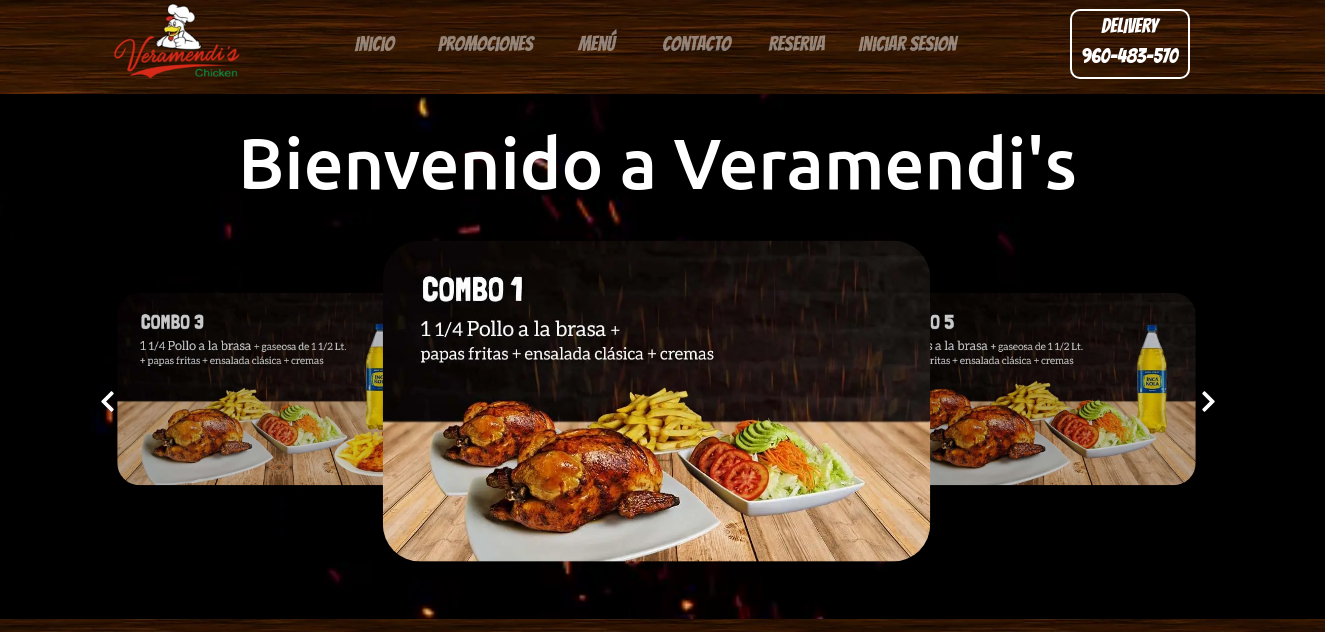 Veramendi's
Chicken
INICIO PROMOCIONES MENÚ CONTACTO RESERVA INICIAR SESION
DELIVERY
960-483-570
Bienvenido a Veramendi's
COMBO 1
1 1/4 Pollo a la brasa +
papas fritas + ensalada clásica + cremas
COMBO 3
1 1/4 Pollo a la brasa + gaseosa de 1 1/2 Lt.
+ papas fritas + ensalada clásica + cremas
5
a la brasa + gaseosa de 1 1/2 Lt.
+ ensalada clásica + cremas
INCA
KOLA